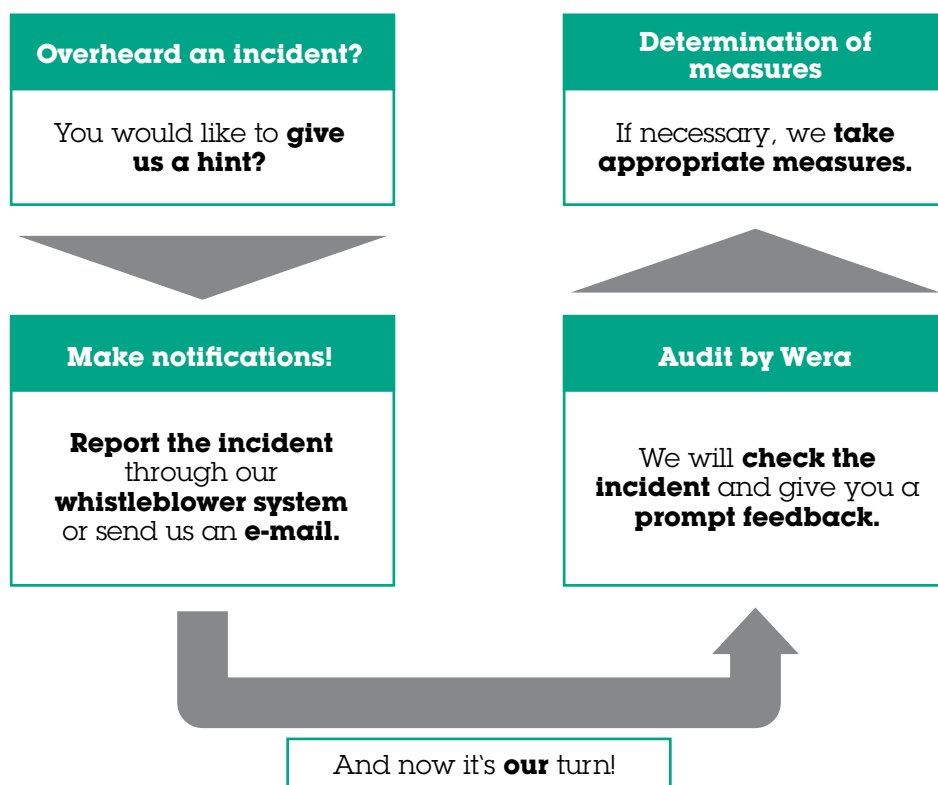 Overheard an incident?
You would like to give
us a hint?
Make notifications!
Report the incident
through our
whistleblower system
or send us an e-mail.
And now it's our turn!
Audit by Wera
We will check the
incident and give you a
prompt feedback.
Determination of
measures
If necessary, we take
appropriate measures.